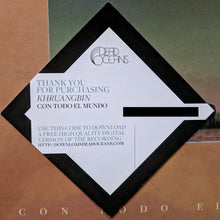 DEAD
OCEANS
THANK YOU
FOR PURCHASING
KHRUANGBIN
CON TODO EL MUNDO
USE THIS CODE TO DOWNLOAD
A FREE HIGH QUALITY DIGITAL
VERSION OF THE RECORDING
HTTP://DOWNLOAD.DEADOCEANS.COM
CON TODO EL